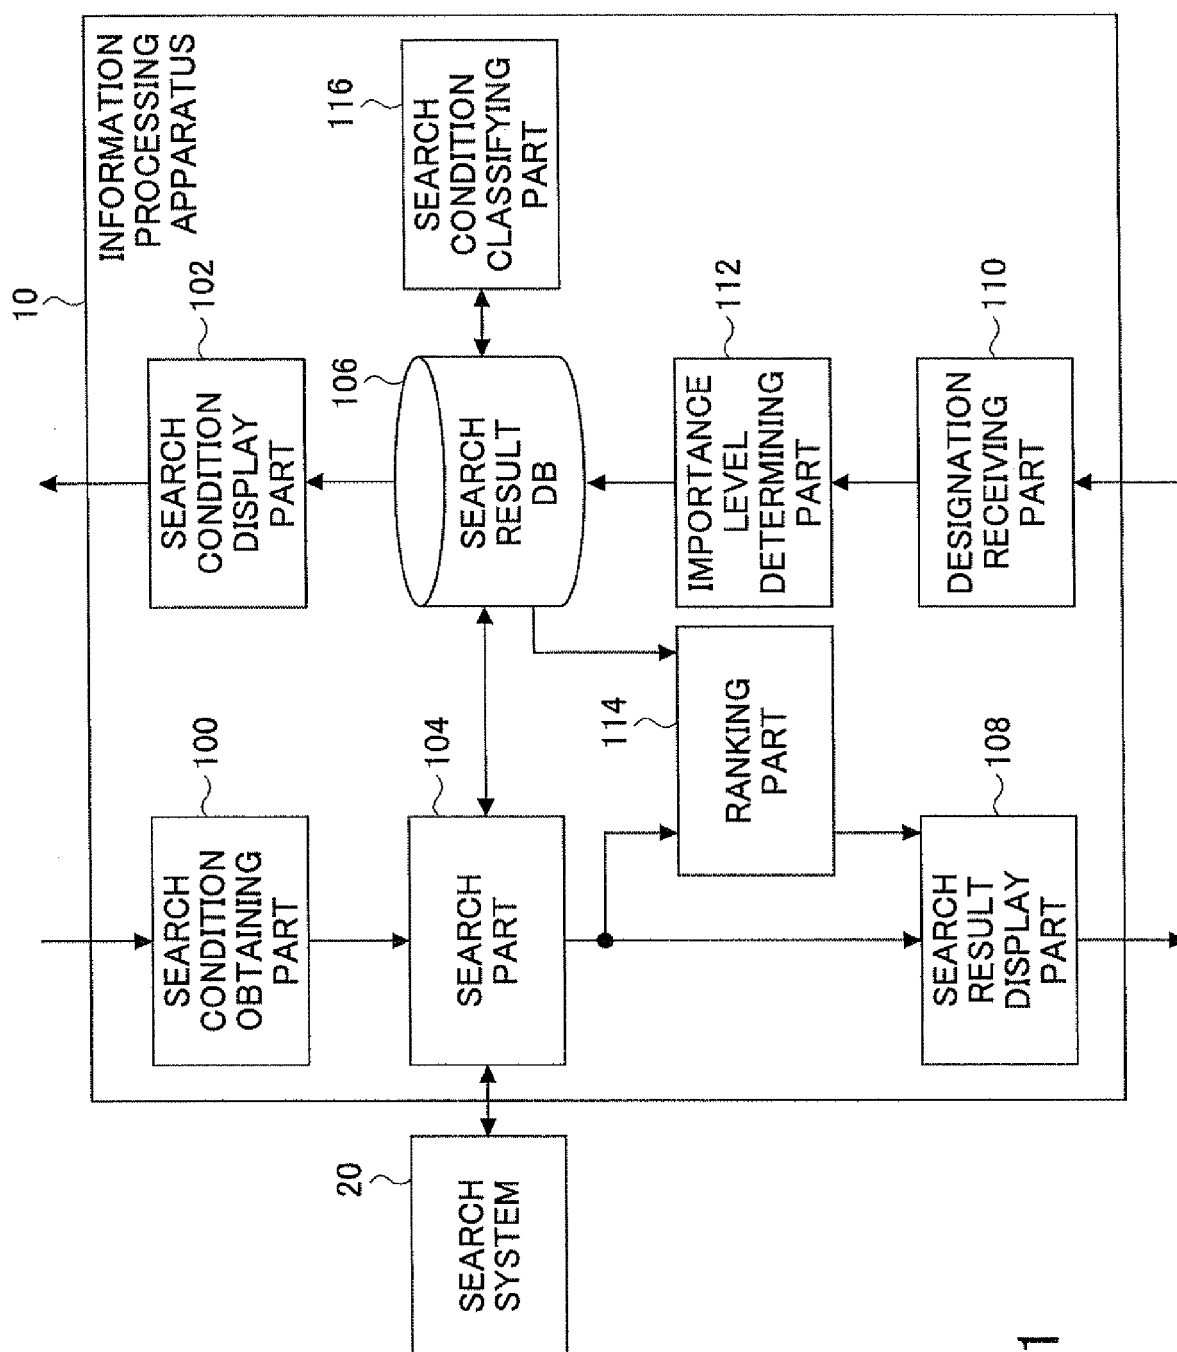 10
INFORMATION
PROCESSING
APPARATUS
100
SEARCH
CONDITION
OBTAINING
PART
102
SEARCH
CONDITION
DISPLAY
PART
20
SEARCH
SYSTEM
104
SEARCH
PART
106
SEARCH
RESULT
DB
116
SEARCH
CONDITION
CLASSIFYING
PART
114
RANKING
PART
112
IMPORTANCE
LEVEL
DETERMINING
PART
108
SEARCH
RESULT
DISPLAY
PART
110
DESIGNATION
RECEIVING
PART
1